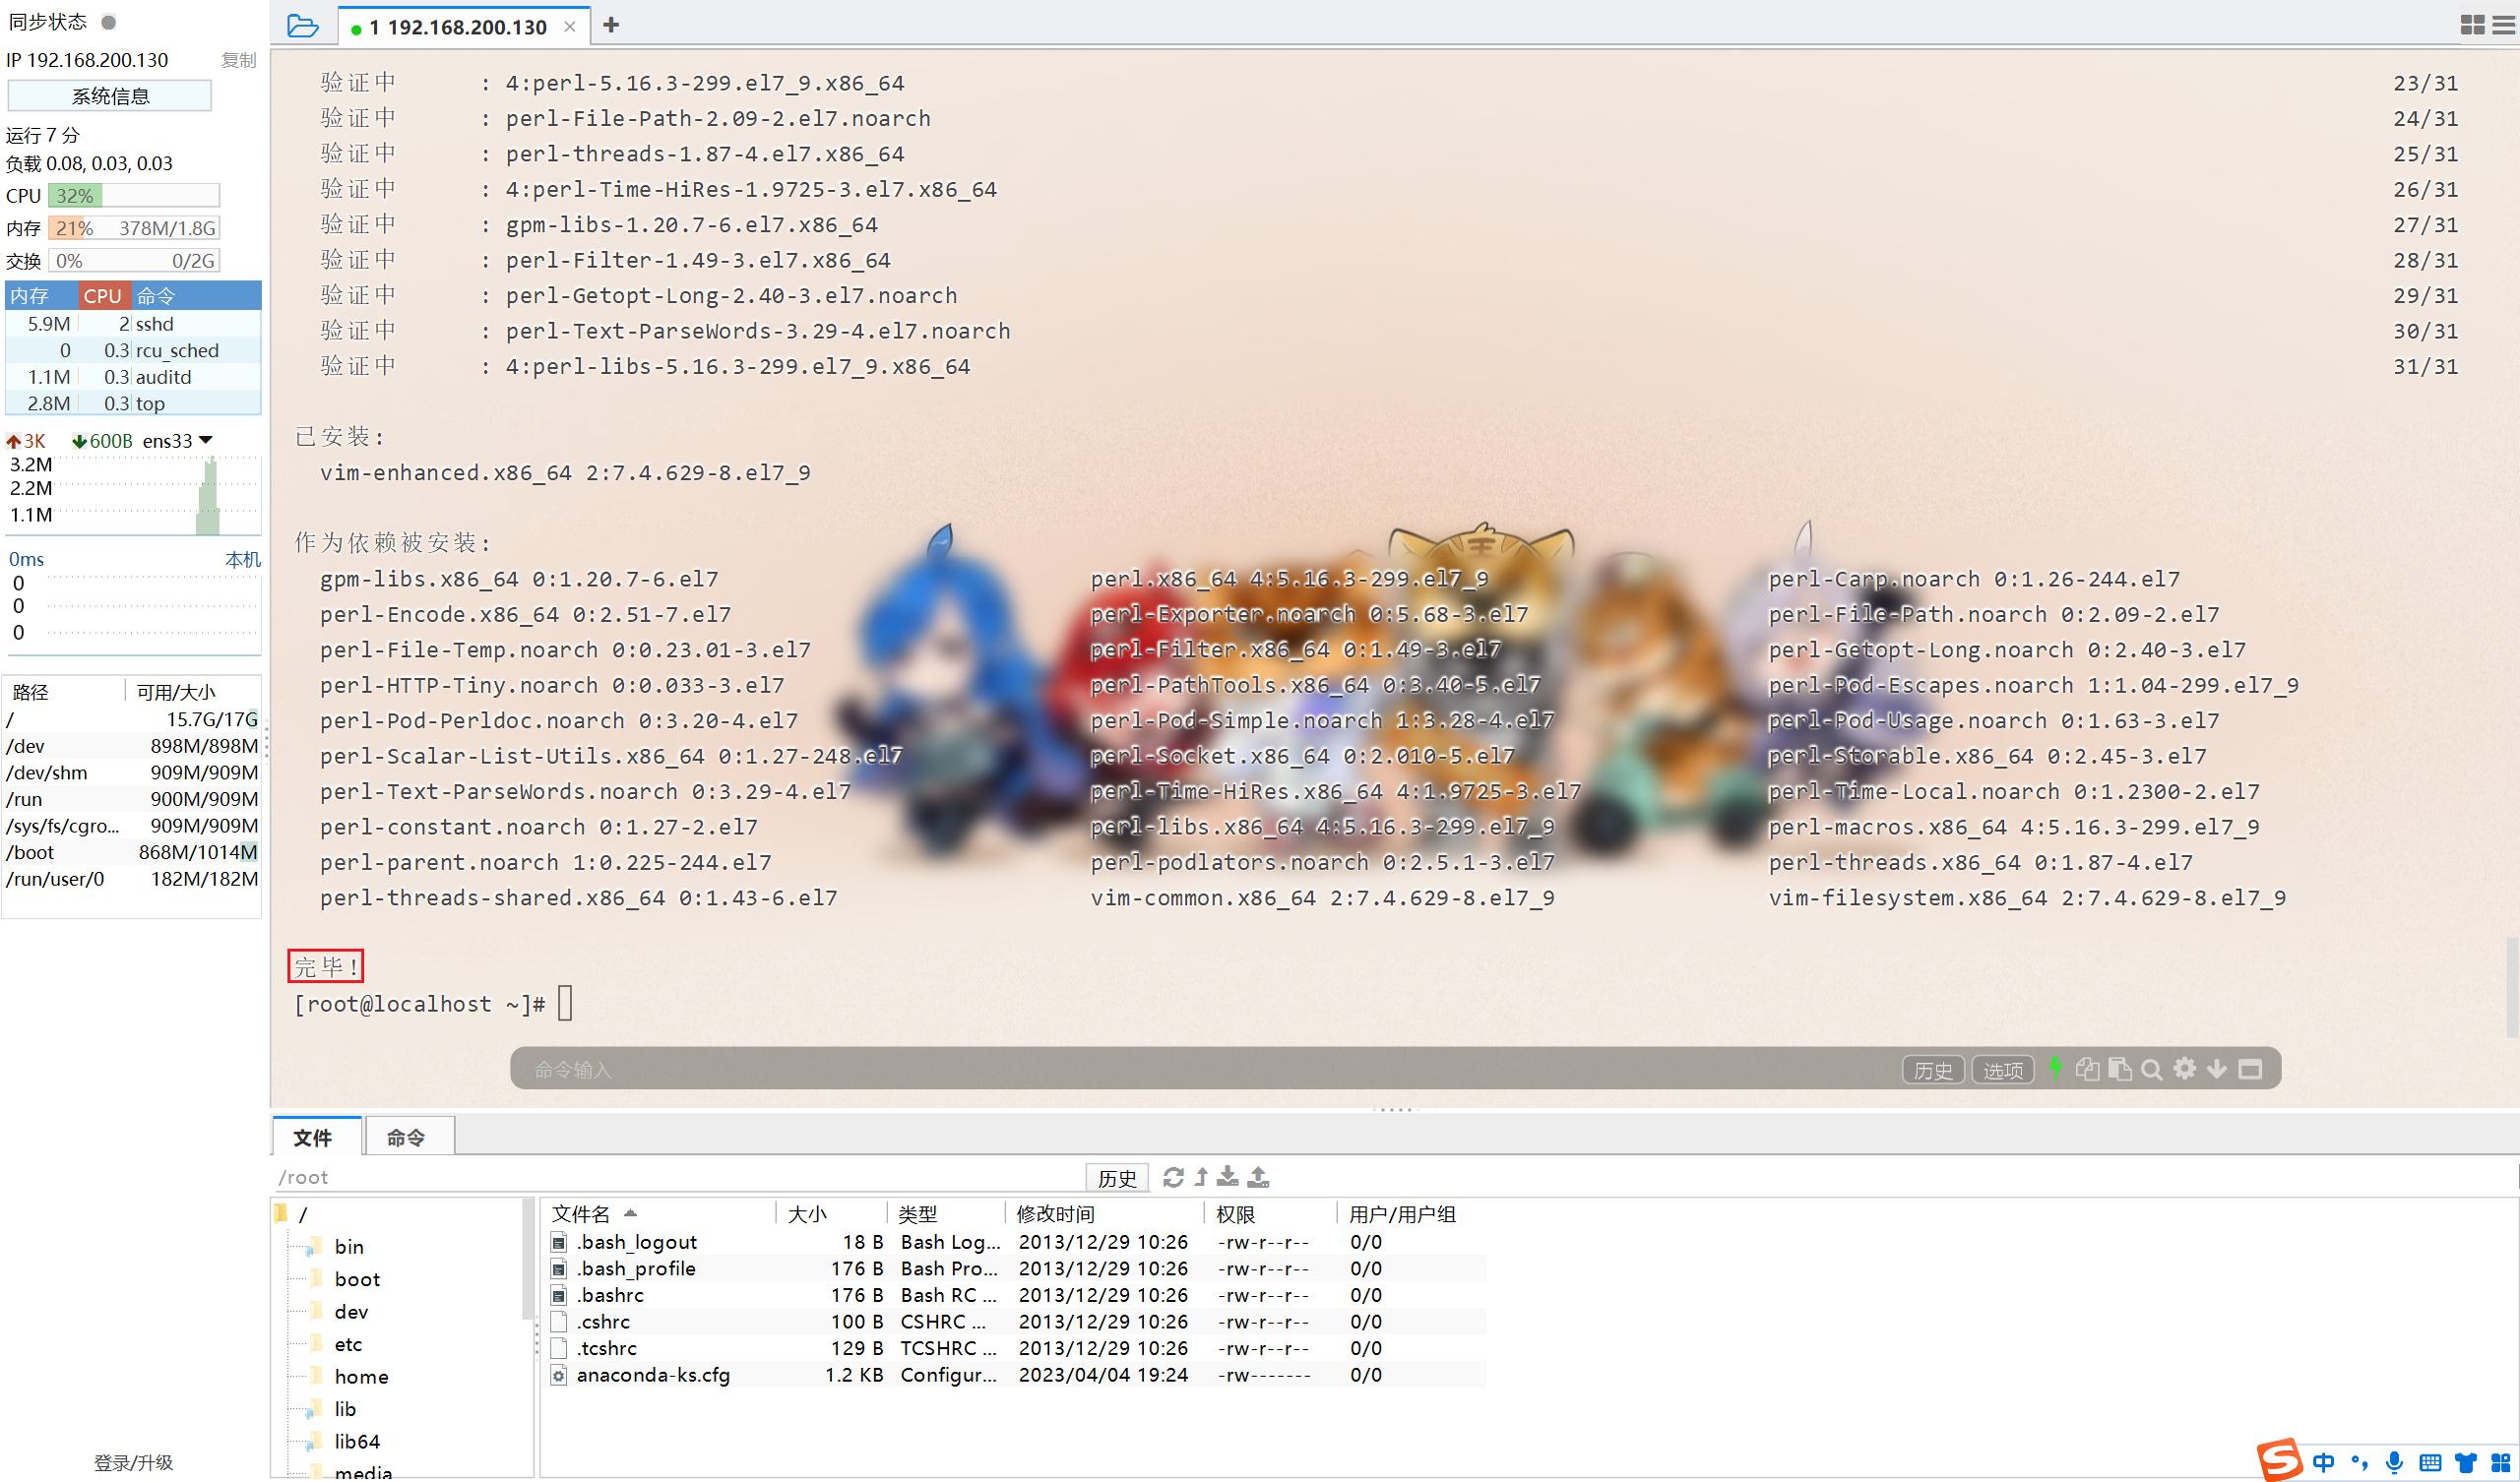 同步状态
IP 192.168.200.130 复制
系统信息
运行 7 分
负载 0.08, 0.03, 0.03
CPU 32%
内存 21% 378M/1.8G
交换 0% 0/2G
内存 CPU 命令
5.9M 2 sshd
0 0.3 rcu_sched
1.1M 0.3 auditd
2.8M 0.3 top
3K 600B ens33
3.2M
2.2M
1.1M
0ms 本机
0
0
0
路径 可用/大小
/ 15.7G/17G
/dev 898M/898M
/dev/shm 909M/909M
/run 900M/909M
/sys/fs/cgro... 909M/909M
/boot 868M/1014M
/run/user/0 182M/182M
登录/升级
1 192.168.200.130 × +
验证中 : 4:perl-5.16.3-299.el7_9.x86_64 23/31
验证中 : perl-File-Path-2.09-2.el7.noarch 24/31
验证中 : perl-threads-1.87-4.el7.x86_64 25/31
验证中 : 4:perl-Time-HiRes-1.9725-3.el7.x86_64 26/31
验证中 : gpm-libs-1.20.7-6.el7.x86_64 27/31
验证中 : perl-Filter-1.49-3.el7.x86_64 28/31
验证中 : perl-Getopt-Long-2.40-3.el7.noarch 29/31
验证中 : perl-Text-ParseWords-3.29-4.el7.noarch 30/31
验证中 : 4:perl-libs-5.16.3-299.el7_9.x86_64 31/31
已安装:
vim-enhanced.x86_64 2:7.4.629-8.el7_9
作为依赖被安装:
gpm-libs.x86_64 0:1.20.7-6.el7 perl.x86_64 4:5.16.3-299.el7_9 perl-Carp.noarch 0:1.26-244.el7
perl-Encode.x86_64 0:2.51-7.el7 perl-Exporter.noarch 0:5.68-3.el7 perl-File-Path.noarch 0:2.09-2.el7
perl-File-Temp.noarch 0:0.23.01-3.el7 perl-Filter.x86_64 0:1.49-3.el7 perl-Getopt-Long.noarch 0:2.40-3.el7
perl-HTTP-Tiny.noarch 0:0.033-3.el7 perl-PathTools.x86_64 0:3.40-5.el7 perl-Pod-Escapes.noarch 1:1.04-299.el7_9
perl-Pod-Perldoc.noarch 0:3.20-4.el7 perl-Pod-Simple.noarch 1:3.28-4.el7 perl-Pod-Usage.noarch 0:1.63-3.el7
perl-Scalar-List-Utils.x86_64 0:1.27-248.el7 perl-Socket.x86_64 0:2.010-5.el7 perl-Storable.x86_64 0:2.45-3.el7
perl-Text-ParseWords.noarch 0:3.29-4.el7 perl-Time-HiRes.x86_64 4:1.9725-3.el7 perl-Time-Local.noarch 0:1.2300-2.el7
perl-constant.noarch 0:1.27-2.el7 perl-libs.x86_64 4:5.16.3-299.el7_9 perl-macros.x86_64 4:5.16.3-299.el7_9
perl-parent.noarch 1:0.225-244.el7 perl-podlators.noarch 0:2.5.1-3.el7 perl-threads.x86_64 0:1.87-4.el7
perl-threads-shared.x86_64 0:1.43-6.el7 vim-common.x86_64 2:7.4.629-8.el7_9 vim-filesystem.x86_64 2:7.4.629-8.el7_9
完毕!
[root@localhost ~]#
命令输入 历史 选项
文件 命令
/root 历史
/
bin
boot
dev
etc
home
lib
lib64
media
文件名 大小 类型 修改时间 权限 用户/用户组
.bash_logout 18 B Bash Log... 2013/12/29 10:26 -rw-r--r-- 0/0
.bash_profile 176 B Bash Pro... 2013/12/29 10:26 -rw-r--r-- 0/0
.bashrc 176 B Bash RC ... 2013/12/29 10:26 -rw-r--r-- 0/0
.cshrc 100 B CSHRC ... 2013/12/29 10:26 -rw-r--r-- 0/0
.tcshrc 129 B TCSHRC ... 2013/12/29 10:26 -rw-r--r-- 0/0
anaconda-ks.cfg 1.2 KB Configur... 2023/04/04 19:24 -rw------- 0/0
中